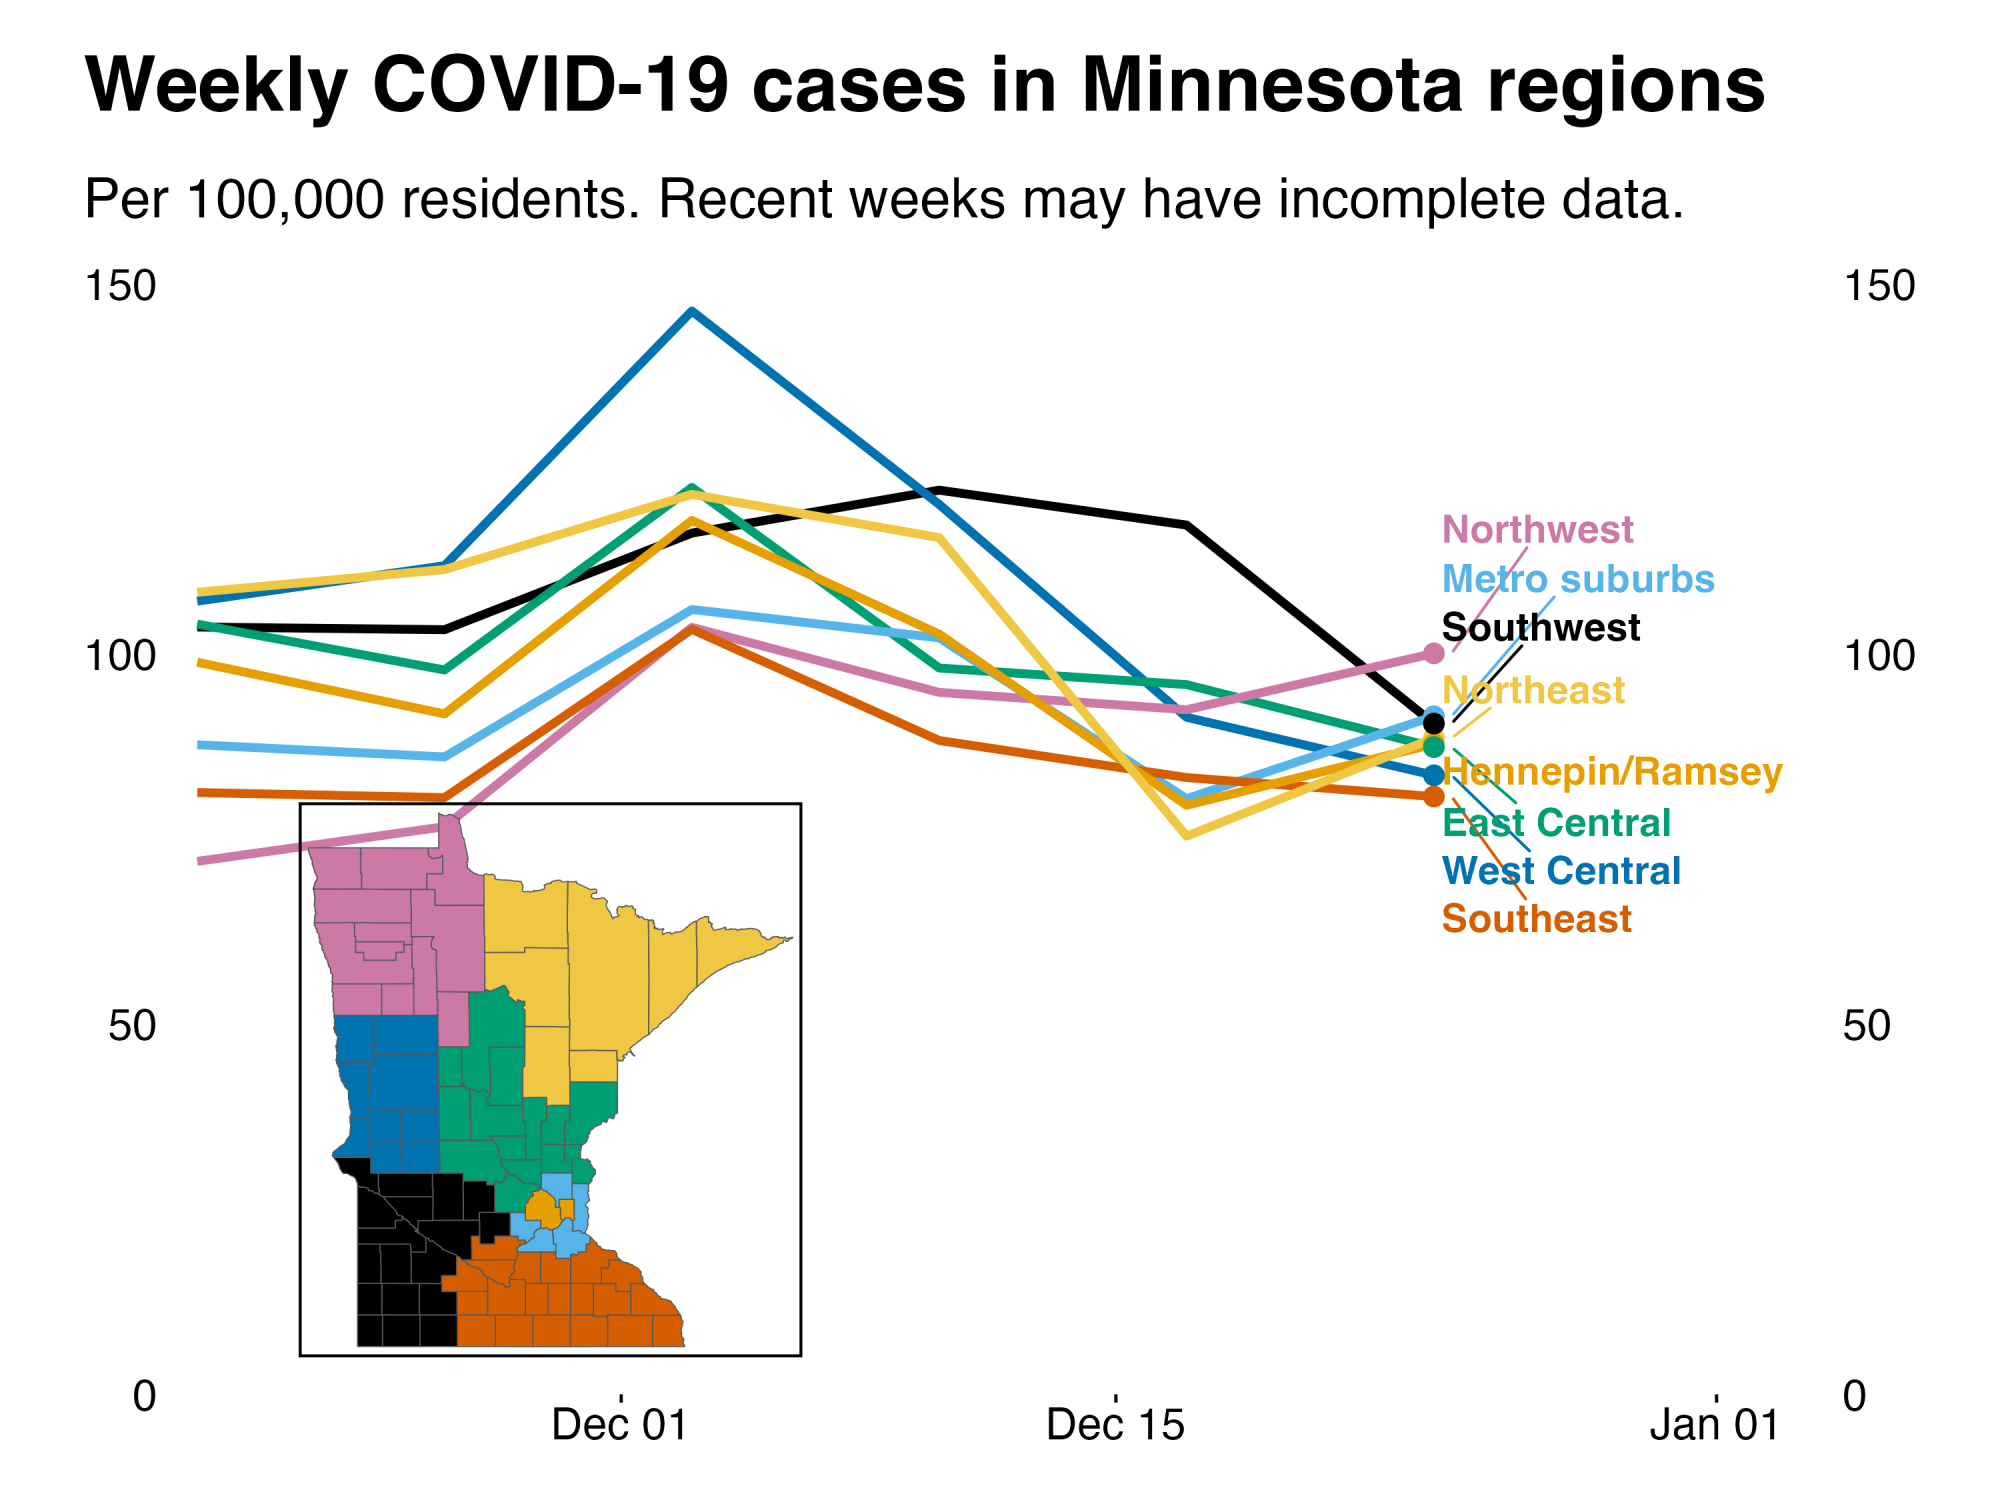 Weekly COVID-19 cases in Minnesota regions
Per 100,000 residents. Recent weeks may have incomplete data.
150 150
Northwest
Metro suburbs
Southwest
100 100
Northeast
Hennepin/Ramsey
East Central
West Central
Southeast
50 50
0 0
Dec 01 Dec 15 Jan 01